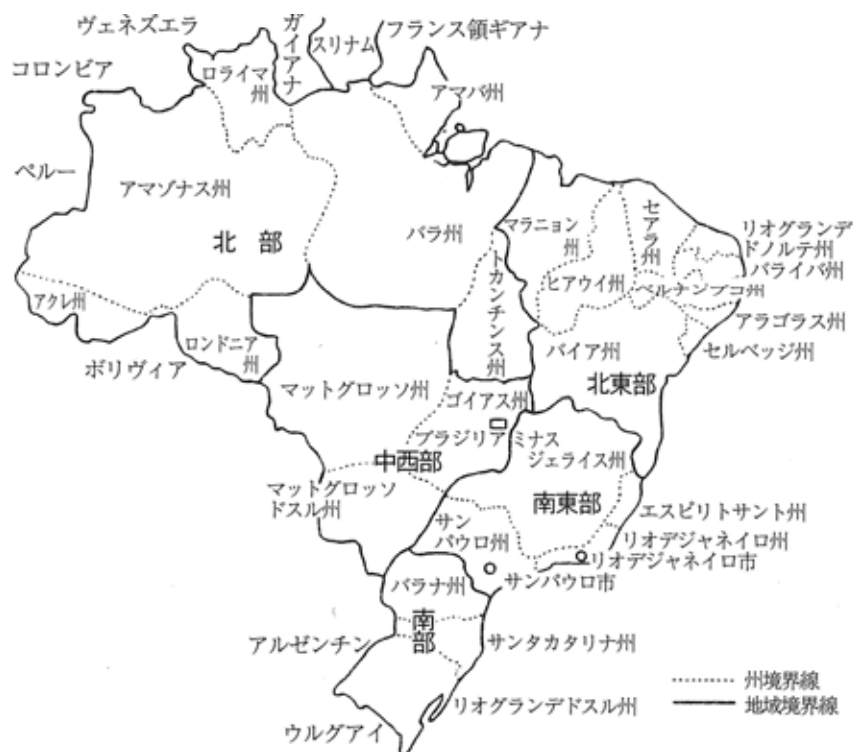 ヴェネズエラ
ガイアナ
スリナム
フランス領ギアナ
コロンビア
ロライマ
州
アマパ州
ペルー
アマゾナス州
北 部
パラ州
マラニョン
州
セアラ州
リオグランデ
ドノルテ州
パライバ州
トカンチンス州
ピアウイ州
ペルナンブコ州
アクレ州
ロンドニア
州
アラゴラス州
ボリヴィア
バイア州
セルベッジ州
マットグロッソ州
北東部
ゴイアス州
ブラジリア
ミナス
ジェライス州
中西部
マットグロッソ
ドスル州
南東部
サン
パウロ州
エスピリトサント州
リオデジャネイロ州
リオデジャネイロ市
サンパウロ市
パラナ州
南部
アルゼンチン
サンタカタリナ州
州境界線
地域境界線
リオグランデドスル州
ウルグアイ